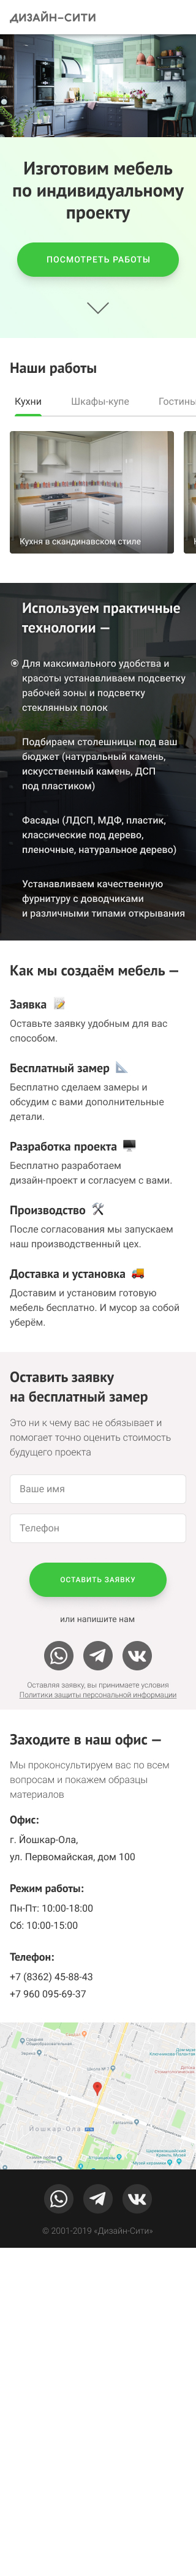 ДИЗАЙН-СИТИ
Изготовим мебель
по индивидуальному
проекту
ПОСМОТРЕТЬ РАБОТЫ
Наши работы
Кухни Шкафы-купе Гостины
Кухня в скандинавском стиле
Используем практичные
технологии —
Для максимального удобства и
красоты устанавливаем подсветку
рабочей зоны и подсветку
стеклянных полок
Подбираем столешницы под ваш
бюджет (натуральный камень,
искусственный камень, ДСП
под пластиком)
Фасады (ЛДСП, МДФ, пластик,
классические под дерево,
пленочные, натуральное дерево)
Устанавливаем качественную
фурнитуру с доводчиками
и различными типами открывания
Как мы создаём мебель —
Заявка
Оставьте заявку удобным для вас
способом.
Бесплатный замер
Бесплатно сделаем замеры и
обсудим с вами дополнительные
детали.
Разработка проекта
Бесплатно разработаем
дизайн-проект и согласуем с вами.
Производство
После согласования мы запускаем
наш производственный цех.
Доставка и установка
Доставим и установим готовую
мебель бесплатно. И мусор за собой
уберём.
Оставить заявку
на бесплатный замер
Это ни к чему вас не обязывает и
помогает точно оценить стоимость
будущего проекта
Ваше имя
Телефон
ОСТАВИТЬ ЗАЯВКУ
или напишите нам
Оставляя заявку, вы принимаете условия
Политики защиты персональной информации
Заходите в наш офис —
Мы проконсультируем вас по всем
вопросам и покажем образцы
материалов
Офис:
г. Йошкар-Ола,
ул. Первомайская, дом 100
Режим работы:
Пн-Пт: 10:00-18:00
Сб: 10:00-15:00
Телефон:
+7 (8362) 45-88-43
+7 960 095-69-37
Йошкар-Ола
© 2001-2019 «Дизайн-Сити»